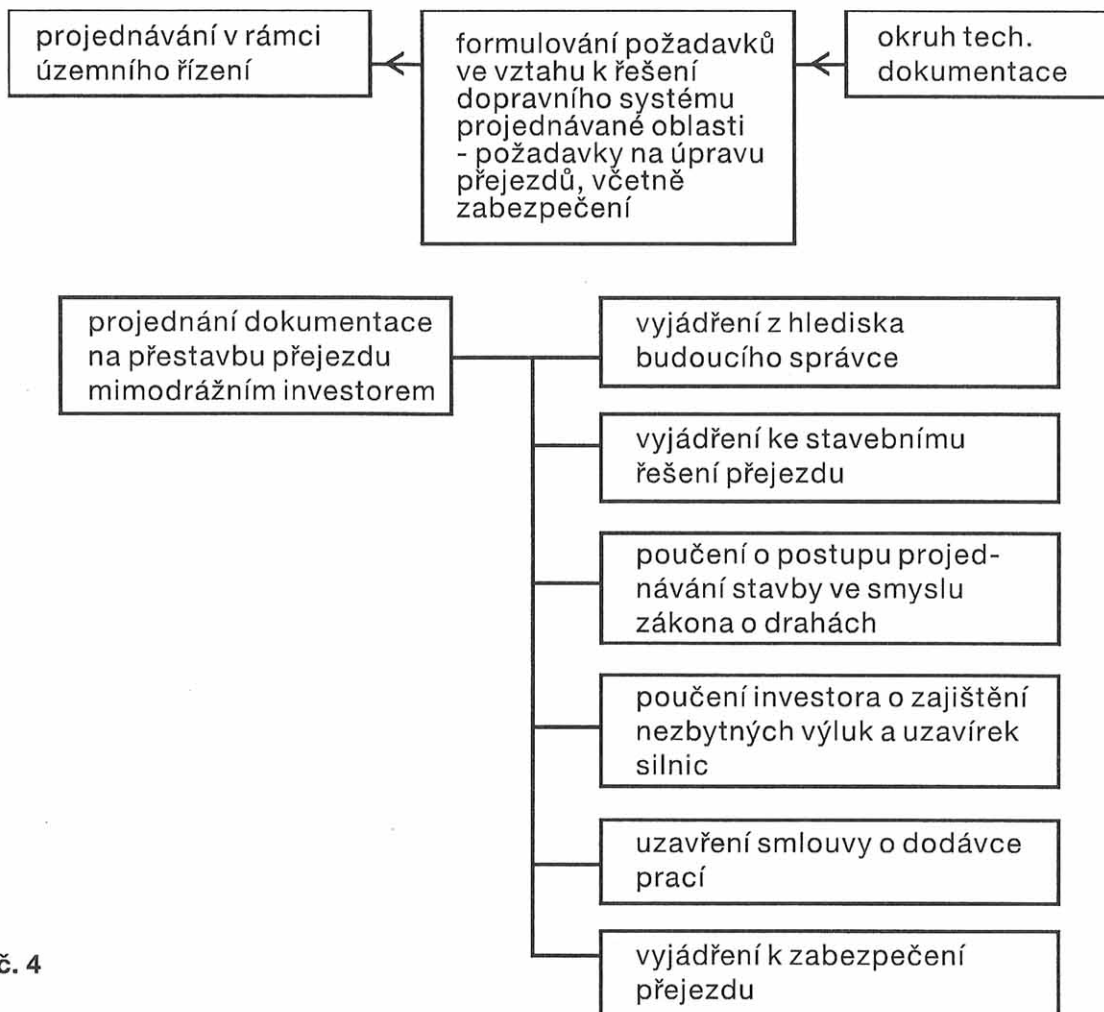 projednávání v rámci
územního řízení
formulování požadavků
ve vztahu k řešení
dopravního systému
projednávané oblasti
- požadavky na úpravu
přejezdů, včetně
zabezpečení
okruh tech.
dokumentace
projednání dokumentace
na přestavbu přejezdu
mimodrážním investorem
vyjádření z hlediska
budoucího správce
vyjádření ke stavebnímu
řešení přejezdu
poučení o postupu projed-
návání stavby ve smyslu
zákona o drahách
poučení investora o zajištění
nezbytných výluk a uzavírek
silnic
uzavření smlouvy o dodávce
prací
vyjádření k zabezpečení
přejezdu
č. 4